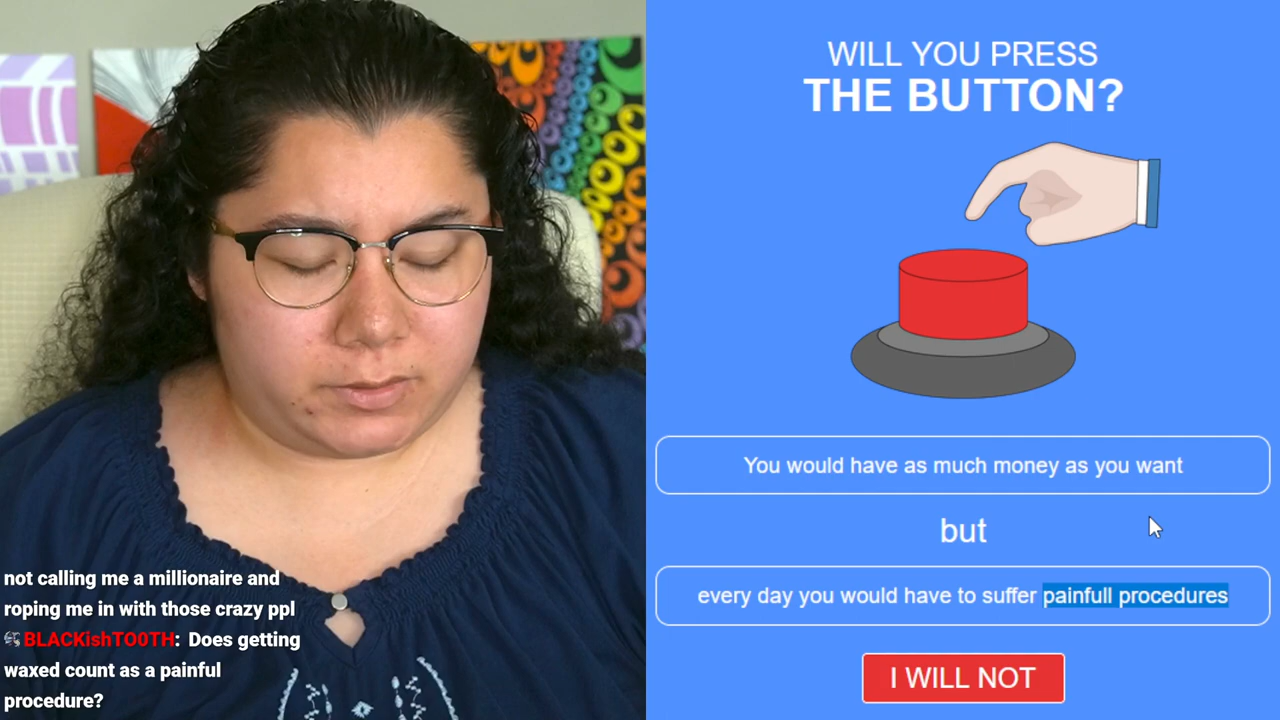 WILL YOU PRESS
THE BUTTON?
You would have as much money as you want
but
every day you would have to suffer painfull procedures
I WILL NOT
not calling me a millionaire and
roping me in with those crazy ppl
BLACKishTO0TH: Does getting
waxed count as a painful
procedure?